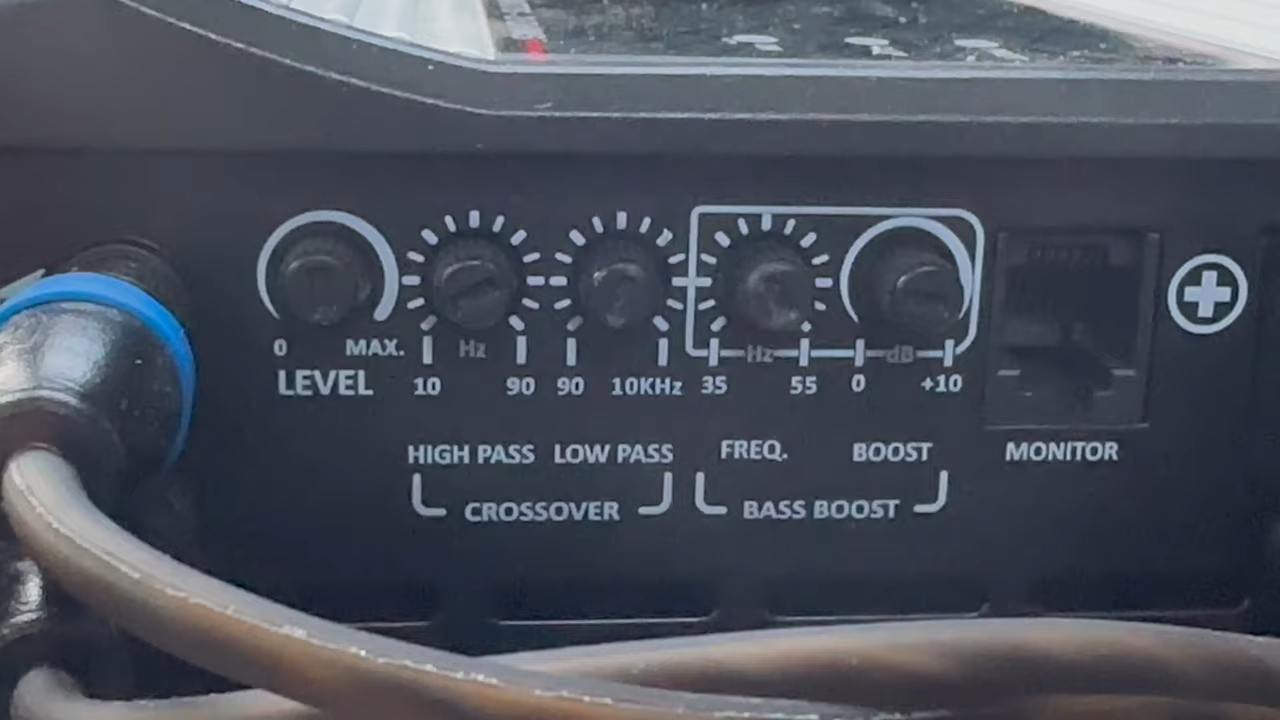 0 MAX. Hz Hz dB
LEVEL 10 90 90 10KHz 35 55 0 +10
HIGH PASS LOW PASS FREQ. BOOST MONITOR
CROSSOVER BASS BOOST